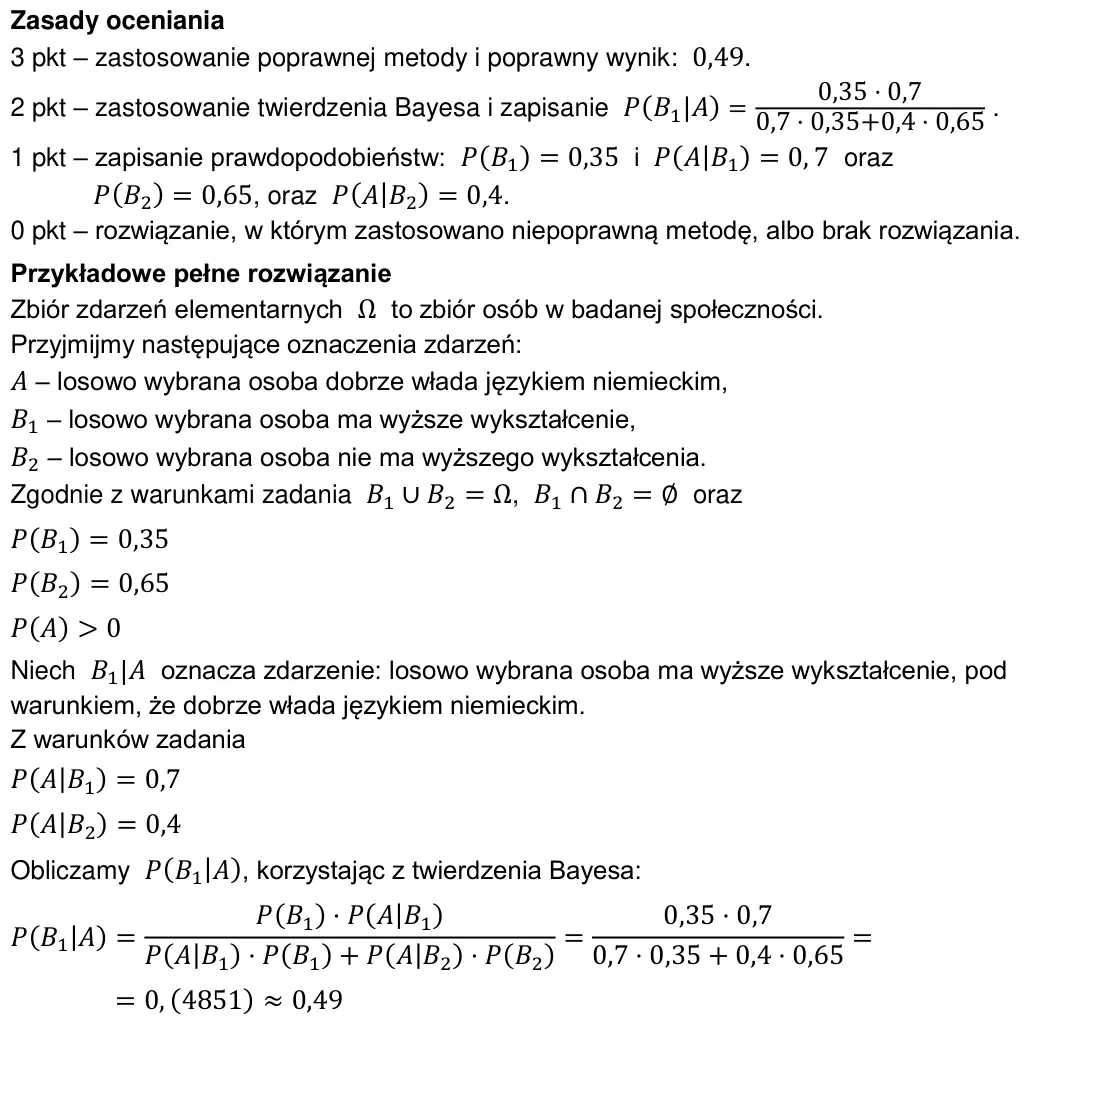 Zasady oceniania
3 pkt – zastosowanie poprawnej metody i poprawny wynik: 0,49.
2 pkt – zastosowanie twierdzenia Bayesa i zapisanie P(B₁|A) = \frac{0,35 · 0,7}{0,7 · 0,35+0,4 · 0,65} .
1 pkt – zapisanie prawdopodobieństw: P(B₁) = 0,35 i P(A|B₁) = 0, 7 oraz
P(B₂) = 0,65, oraz P(A|B₂) = 0,4.
0 pkt – rozwiązanie, w którym zastosowano niepoprawną metodę, albo brak rozwiązania.
Przykładowe pełne rozwiązanie
Zbiór zdarzeń elementarnych Ω to zbiór osób w badanej społeczności.
Przyjmijmy następujące oznaczenia zdarzeń:
A – losowo wybrana osoba dobrze włada językiem niemieckim,
B₁ – losowo wybrana osoba ma wyższe wykształcenie,
B₂ – losowo wybrana osoba nie ma wyższego wykształcenia.
Zgodnie z warunkami zadania B₁ ∪ B₂ = Ω, B₁ ∩ B₂ = ∅ oraz
P(B₁) = 0,35
P(B₂) = 0,65
P(A) > 0
Niech B₁|A oznacza zdarzenie: losowo wybrana osoba ma wyższe wykształcenie, pod
warunkiem, że dobrze włada językiem niemieckim.
Z warunków zadania
P(A|B₁) = 0,7
P(A|B₂) = 0,4
Obliczamy P(B₁|A), korzystając z twierdzenia Bayesa:
P(B₁|A) = \frac{P(B₁) · P(A|B₁)}{P(A|B₁) · P(B₁) + P(A|B₂) · P(B₂)} = \frac{0,35 · 0,7}{0,7 · 0,35 + 0,4 · 0,65} =
= 0, (4851) ≈ 0,49